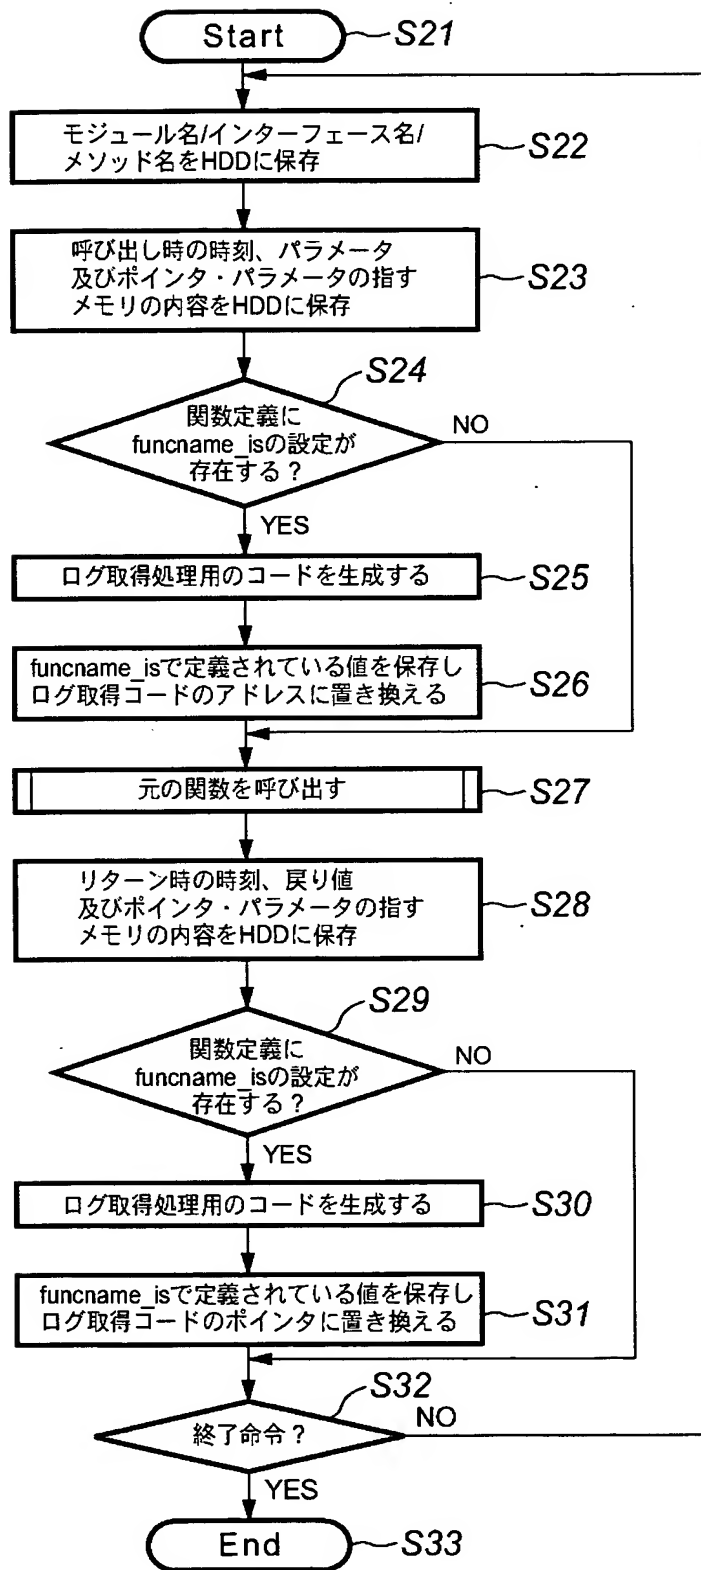 Start
S21
モジュール名/インターフェース名/
メソッド名をHDDに保存
S22
呼び出し時の時刻、パラメータ
及びポインタ・パラメータの指す
メモリの内容をHDDに保存
S23
S24
関数定義に
funcname_isの設定が
存在する？
NO
YES
ログ取得処理用のコードを生成する
S25
funcname_isで定義されている値を保存し
ログ取得コードのアドレスに置き換える
S26
元の関数を呼び出す
S27
リターン時の時刻、戻り値
及びポインタ・パラメータの指す
メモリの内容をHDDに保存
S28
S29
関数定義に
funcname_isの設定が
存在する？
NO
YES
ログ取得処理用のコードを生成する
S30
funcname_isで定義されている値を保存し
ログ取得コードのポインタに置き換える
S31
S32
終了命令？
NO
YES
End
S33